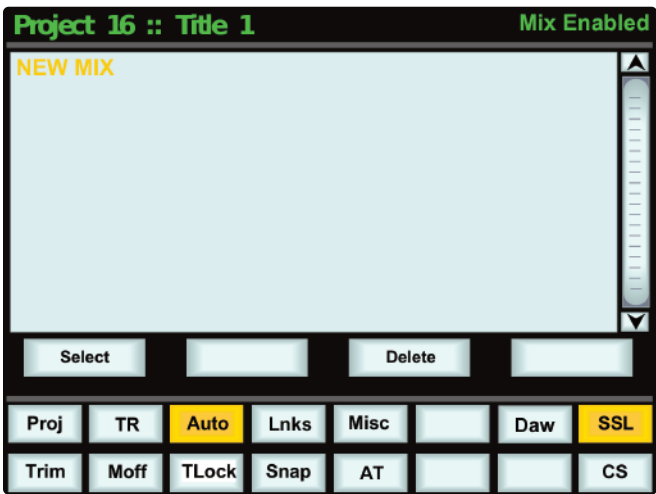 Project 16 :: Title 1 Mix Enabled
NEW MIX
Select Delete
Proj TR Auto Lnks Misc Daw SSL
Trim Moff TLock Snap AT CS